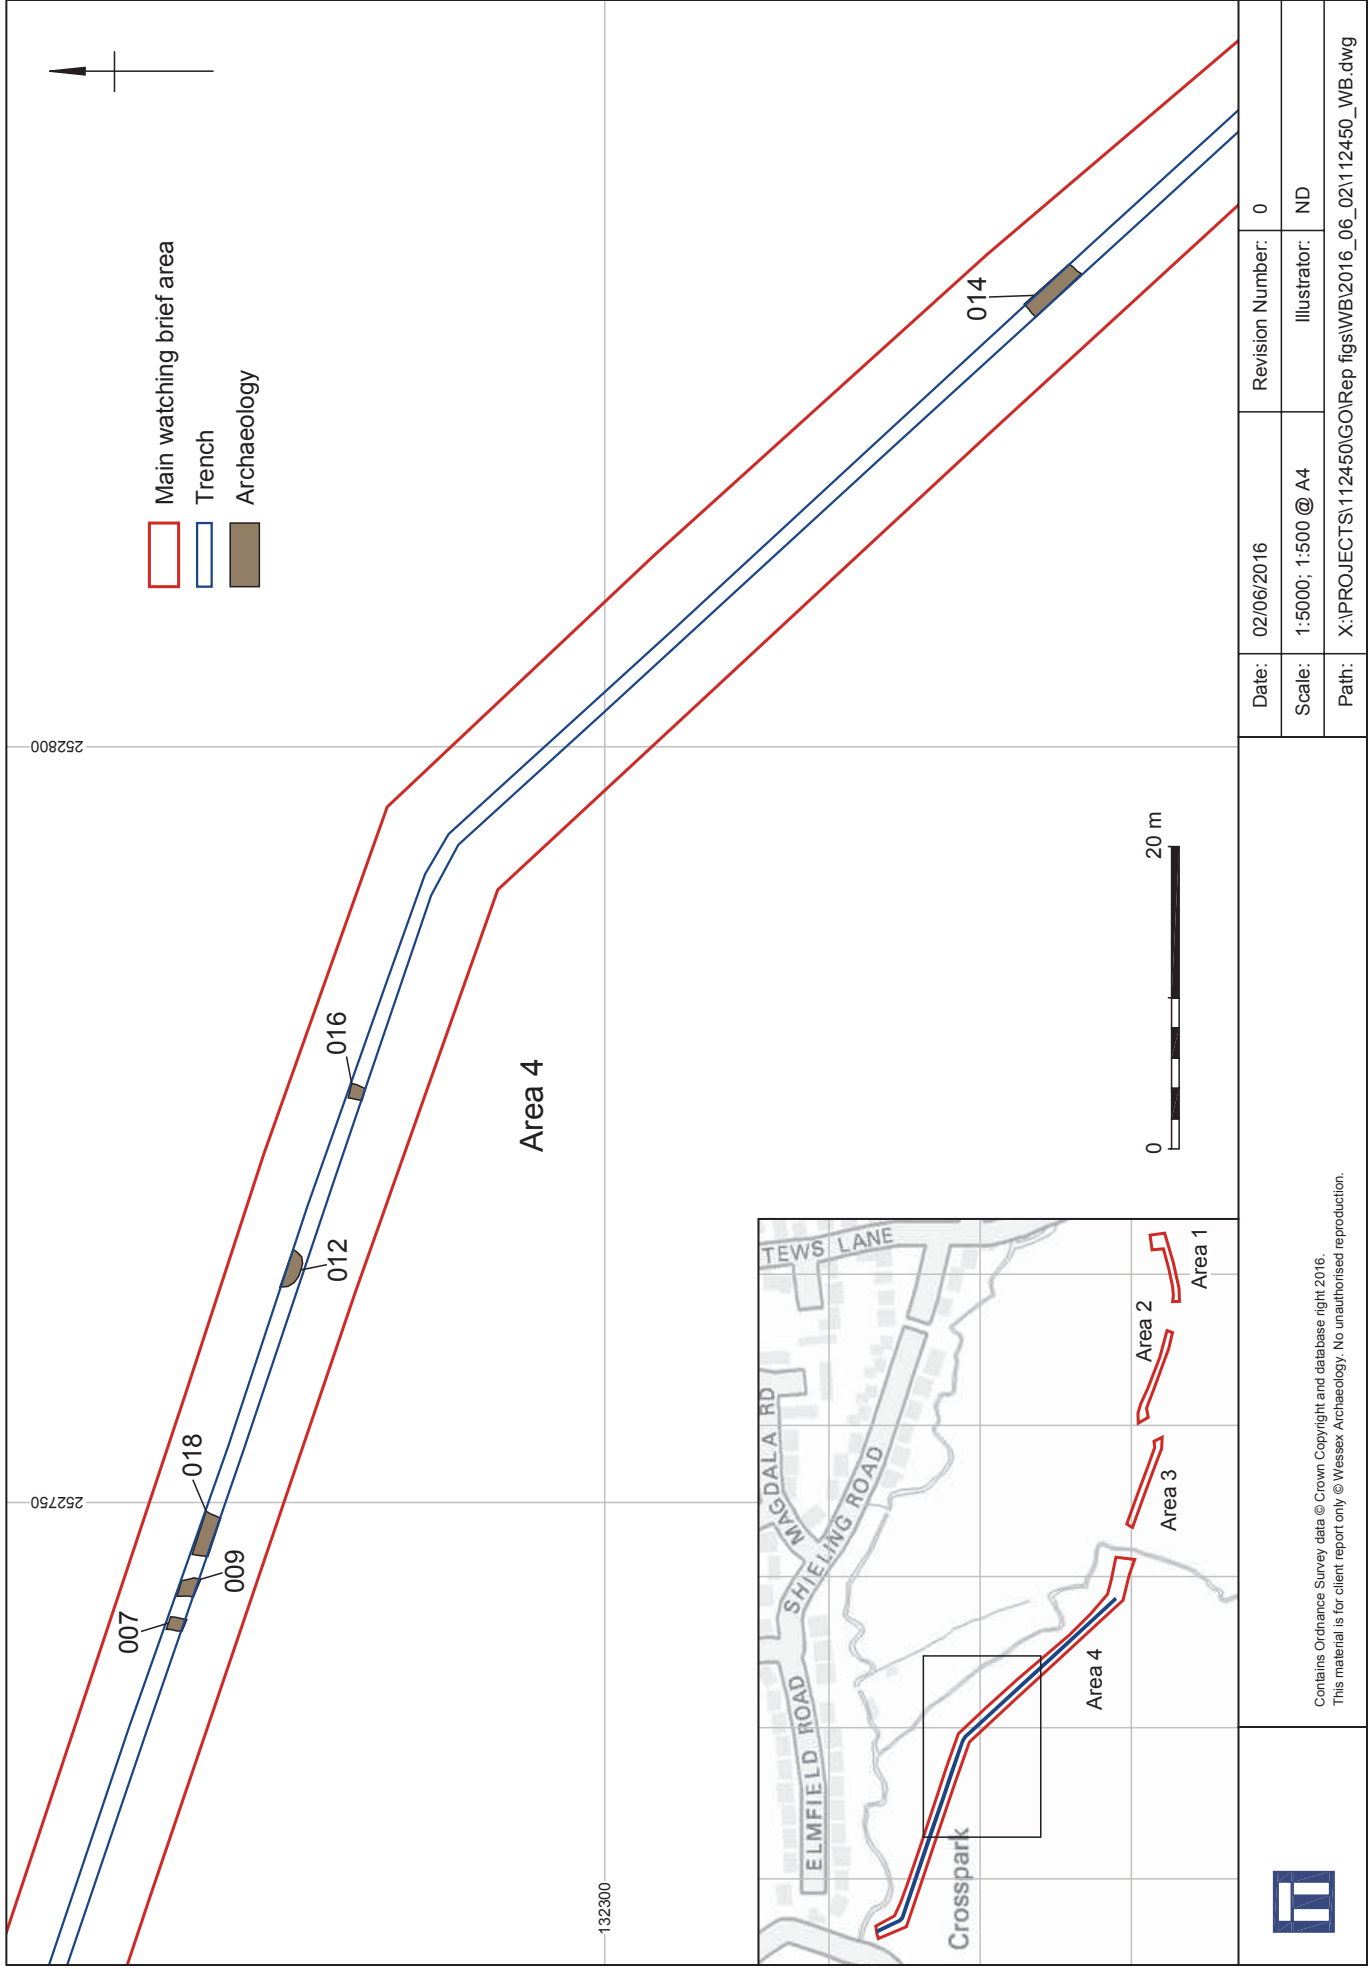 Main watching brief area
Trench
Archaeology
252750
252800
132300
007
009
018
012
016
014
Area 4
0
20 m
TEWS LANE
MAGDALA RD
SHIELING ROAD
ELMFIELD ROAD
Crosspark
Area 4
Area 3
Area 2
Area 1
Contains Ordnance Survey data © Crown Copyright and database right 2016.
This material is for client report only © Wessex Archaeology. No unauthorised reproduction.
Date: 02/06/2016 Revision Number: 0
Scale: 1:5000; 1:500 @ A4 Illustrator: ND
Path: X:\PROJECTS\112450\GO\Rep figs\WB\2016_06_02\112450_WB.dwg